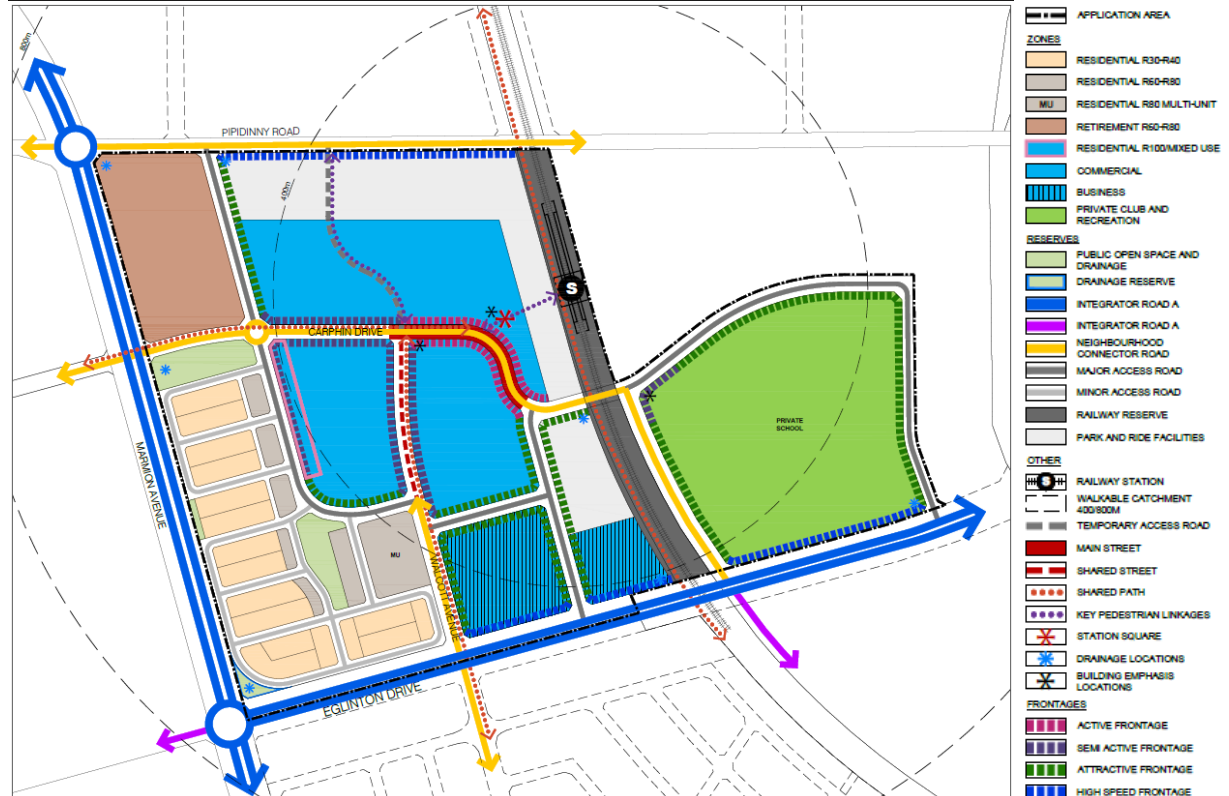 800m
PIPIDINNY ROAD
400m
S
CARPHIN DRIVE
PRIVATE
SCHOOL
MARMION AVENUE
MU
WALCOTT AVENUE
EGLINTON DRIVE
APPLICATION AREA
ZONES
RESIDENTIAL R30-R40
RESIDENTIAL R60-R80
MU RESIDENTIAL R80 MULTI-UNIT
RETIREMENT R60-R80
RESIDENTIAL R100/MIXED USE
COMMERCIAL
BUSINESS
PRIVATE CLUB AND
RECREATION
RESERVES
PUBLIC OPEN SPACE AND
DRAINAGE
DRAINAGE RESERVE
INTEGRATOR ROAD A
INTEGRATOR ROAD A
NEIGHBOURHOOD
CONNECTOR ROAD
MAJOR ACCESS ROAD
MINOR ACCESS ROAD
RAILWAY RESERVE
PARK AND RIDE FACILITIES
OTHER
S RAILWAY STATION
WALKABLE CATCHMENT
400/800M
TEMPORARY ACCESS ROAD
MAIN STREET
SHARED STREET
SHARED PATH
KEY PEDESTRIAN LINKAGES
STATION SQUARE
DRAINAGE LOCATIONS
BUILDING EMPHASIS
LOCATIONS
FRONTAGES
ACTIVE FRONTAGE
SEMI ACTIVE FRONTAGE
ATTRACTIVE FRONTAGE
HIGH SPEED FRONTAGE